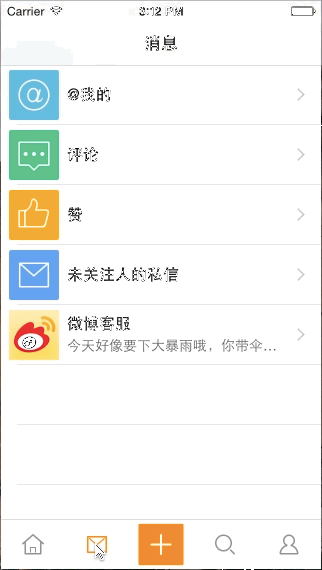 Carrier 3:12 PM
消息
@我的
评论
赞
未关注人的私信
微博客服
今天好像要下大暴雨哦，你带伞…